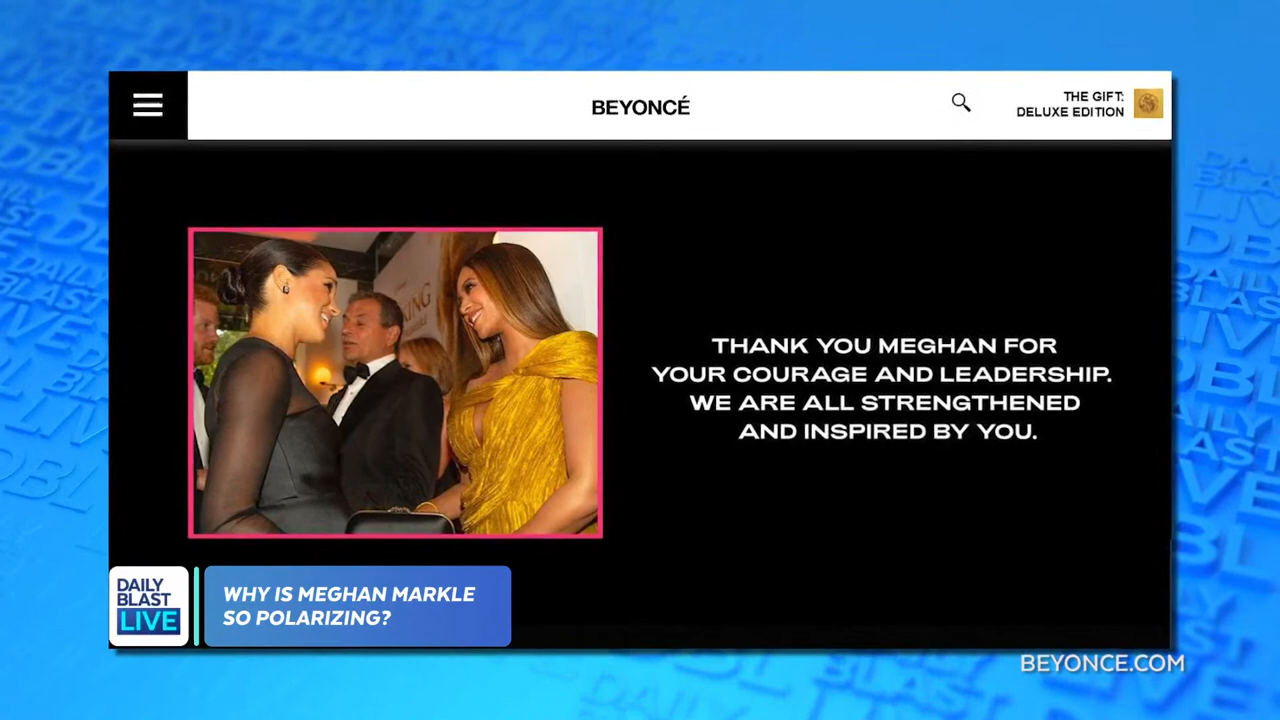 BEYONCÉ
THE GIFT:
DELUXE EDITION
KING
THANK YOU MEGHAN FOR
YOUR COURAGE AND LEADERSHIP.
WE ARE ALL STRENGTHENED
AND INSPIRED BY YOU.
DAILY
BLAST
LIVE
WHY IS MEGHAN MARKLE
SO POLARIZING?
BEYONCE.COM